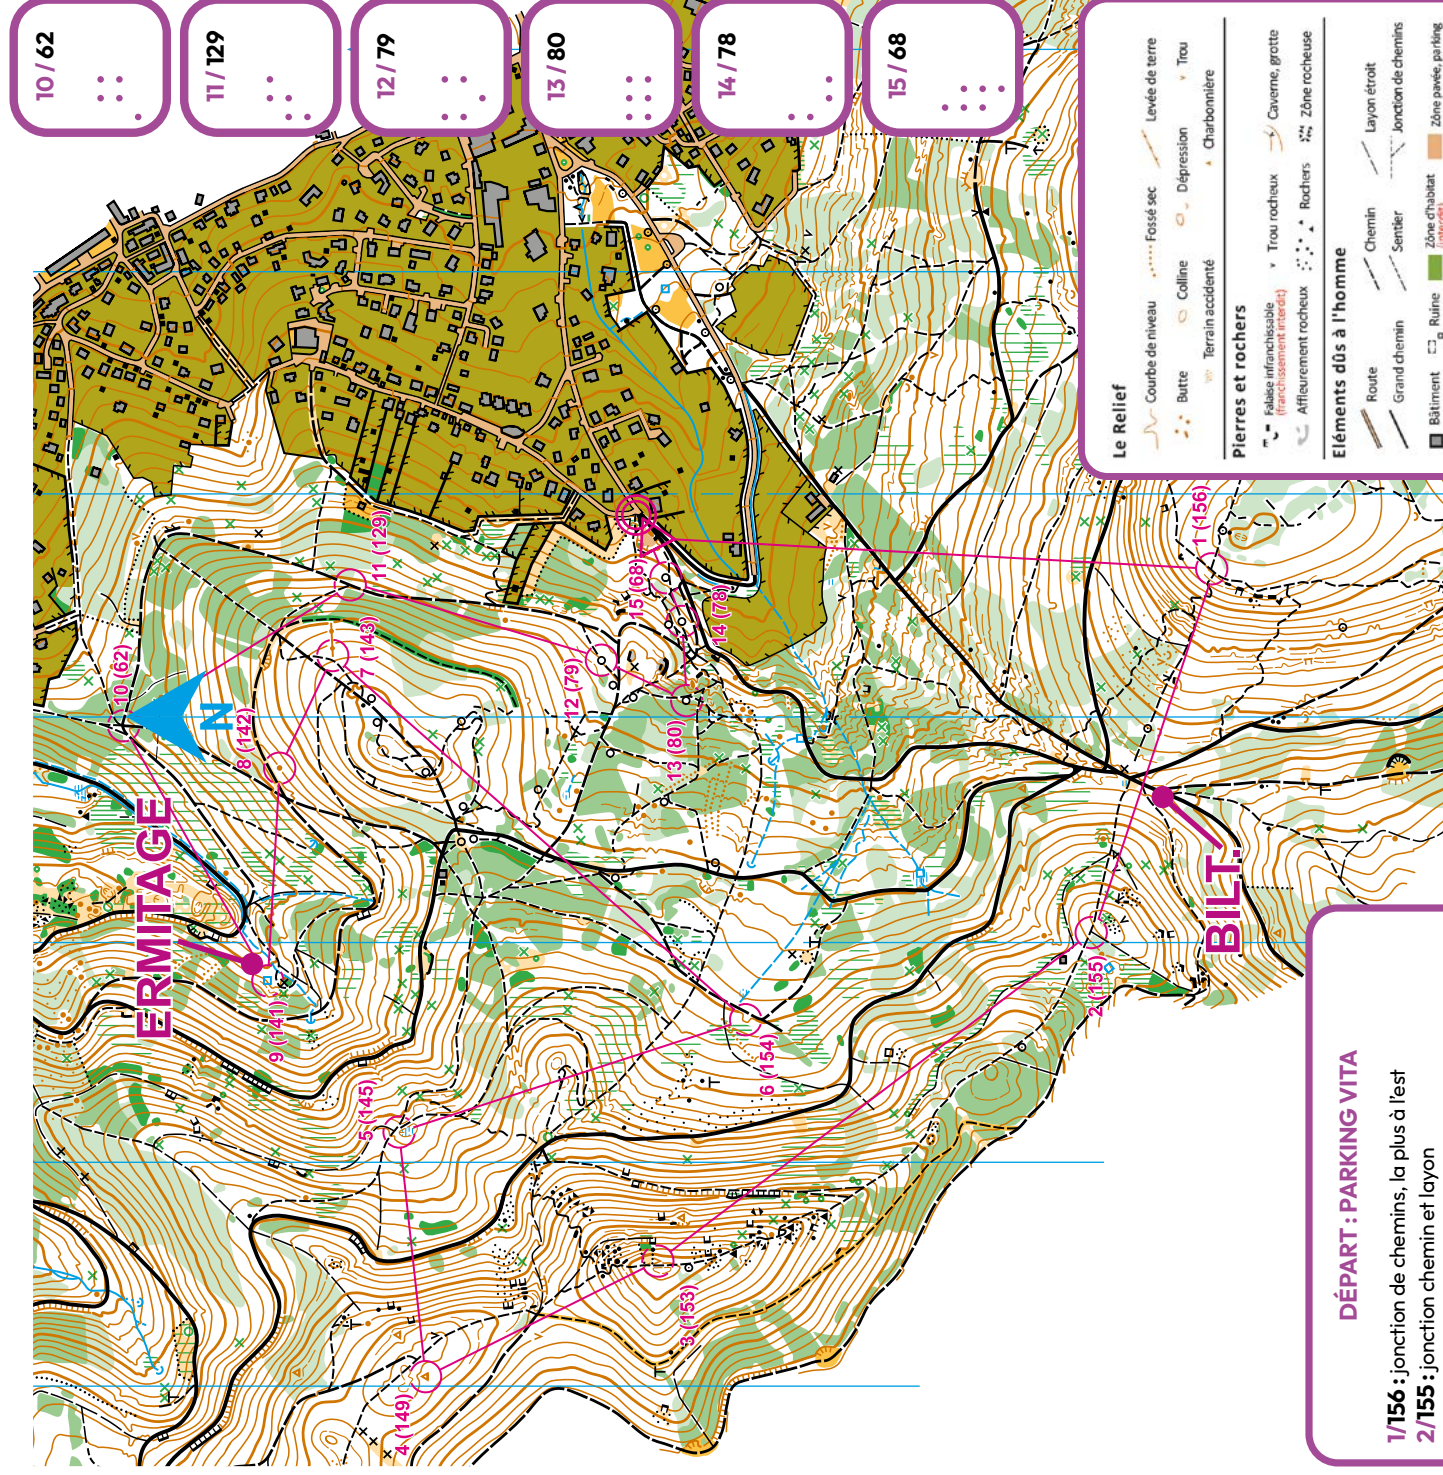 10 / 62
11 / 129
12 / 79
13 / 80
14 / 78
15 / 68
Le Relief
Courbe de niveau
Fossé sec
Levée de terre
Butte
Colline
Dépression
Trou
Terrain accidenté
Charbonnière
Pierres et rochers
Falaise infranchissable
(franchissement interdit)
Trou rocheux
Caverne, grotte
Affleurement rocheux
Rochers
Zône rocheuse
Eléments dûs à l'homme
Route
Chemin
Layon étroit
Grand chemin
Sentier
Jonction de chemins
Bâtiment
Ruine
Zône d'habitat
(interdit)
Zône pavée, parking
10 (62)
N
8 (142)
7 (143)
11 (129)
ERMITAGE
9 (141)
5 (145)
4 (149)
3 (153)
6 (154)
12 (79)
13 (80)
14 (78)
15 (68)
1 (156)
2 (155)
BILT.
DÉPART : PARKING VITA
1/156 : jonction de chemins, la plus à l'est
2/155 : jonction chemin et layon